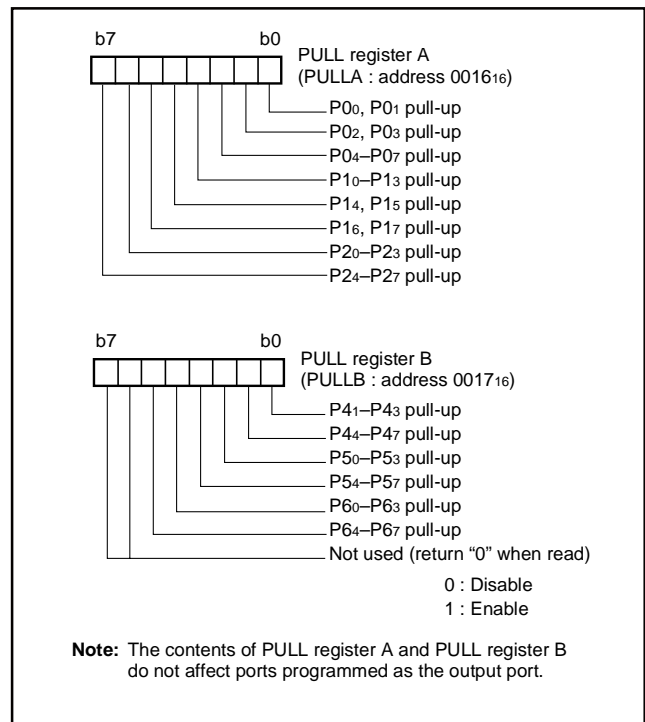 b7 b0
PULL register A
(PULLA : address 0016₁₆)
P0₀, P0₁ pull-up
P0₂, P0₃ pull-up
P0₄–P0₇ pull-up
P1₀–P1₃ pull-up
P1₄, P1₅ pull-up
P1₆, P1₇ pull-up
P2₀–P2₃ pull-up
P2₄–P2₇ pull-up
b7 b0
PULL register B
(PULLB : address 0017₁₆)
P4₁–P4₃ pull-up
P4₄–P4₇ pull-up
P5₀–P5₃ pull-up
P5₄–P5₇ pull-up
P6₀–P6₃ pull-up
P6₄–P6₇ pull-up
Not used (return “0” when read)
0 : Disable
1 : Enable
Note: The contents of PULL register A and PULL register B
do not affect ports programmed as the output port.